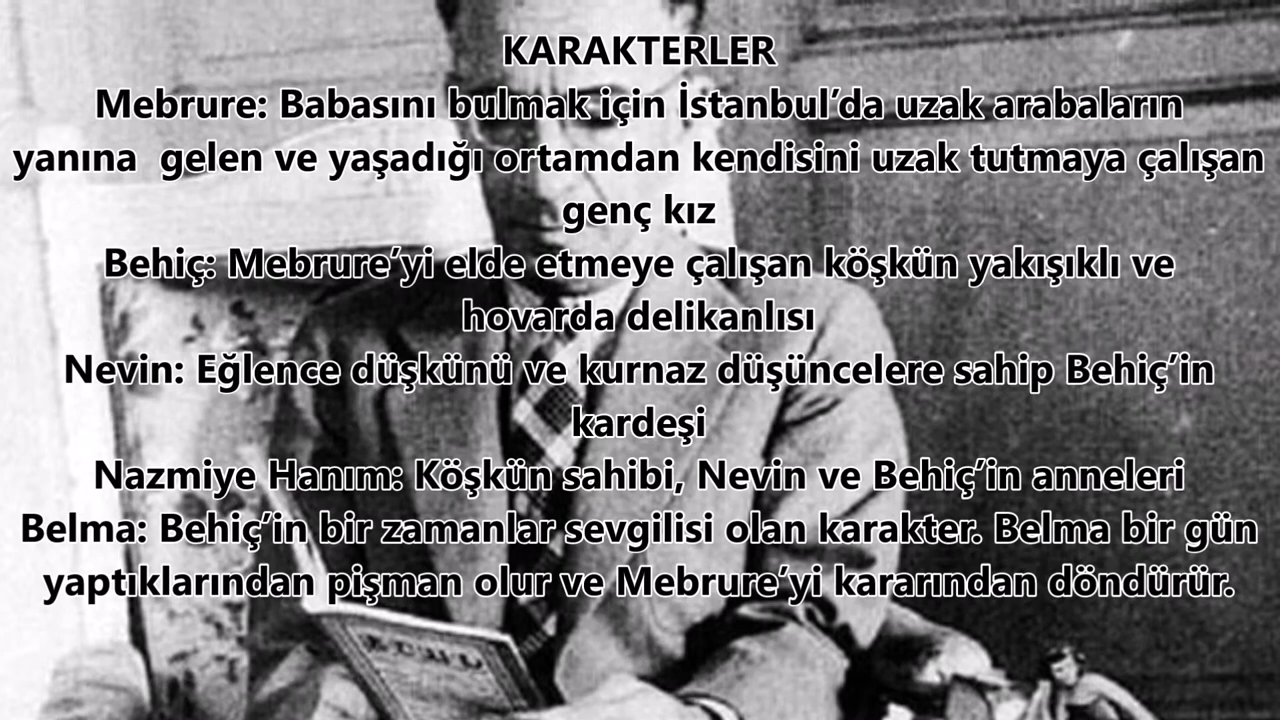 KARAKTERLER
Mebrure: Babasını bulmak için İstanbul’da uzak arabaların
yanına gelen ve yaşadığı ortamdan kendisini uzak tutmaya çalışan
genç kız
Behiç: Mebrure’yi elde etmeye çalışan köşkün yakışıklı ve
hovarda delikanlısı
Nevin: Eğlence düşkünü ve kurnaz düşüncelere sahip Behiç’in
kardeşi
Nazmiye Hanım: Köşkün sahibi, Nevin ve Behiç’in anneleri
Belma: Behiç’in bir zamanlar sevgilisi olan karakter. Belma bir gün
yaptıklarından pişman olur ve Mebrure’yi kararından döndürür.